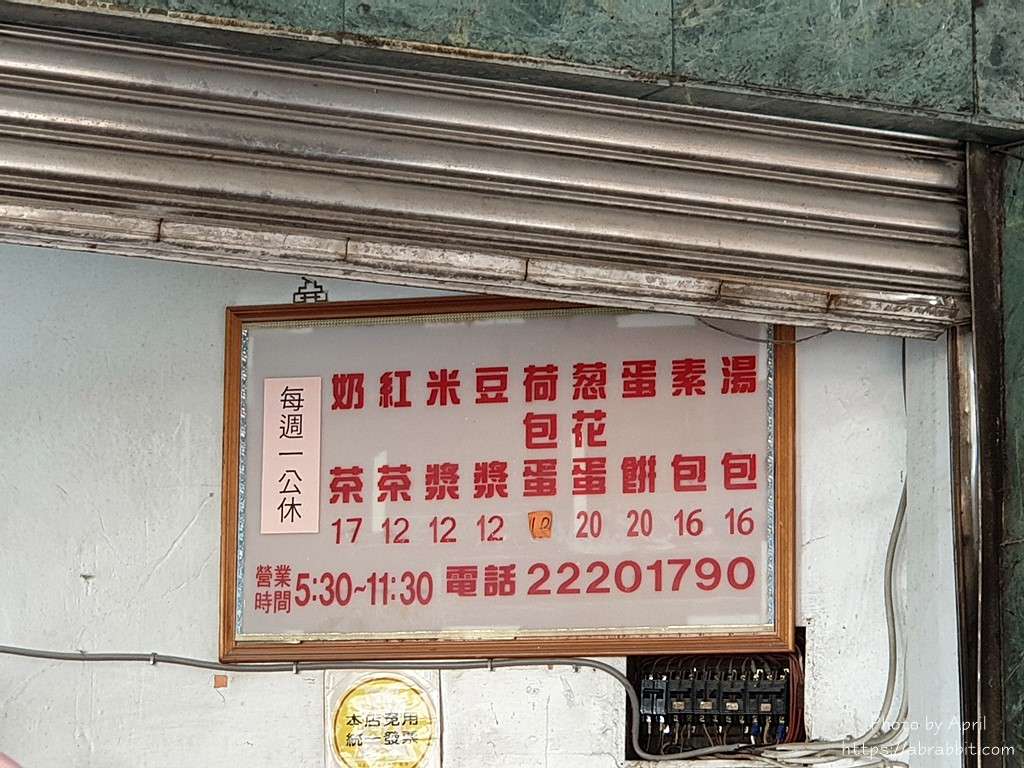 湯包 16
素包 16
蛋餅 20
葱花蛋 20
荷包蛋 10
豆漿 12
米漿 12
紅茶 12
奶茶 17
每週一公休
營業時間 5:30~11:30 電話 22201790
本店免用
統一發票
Photo by April
https://abrabbit.com